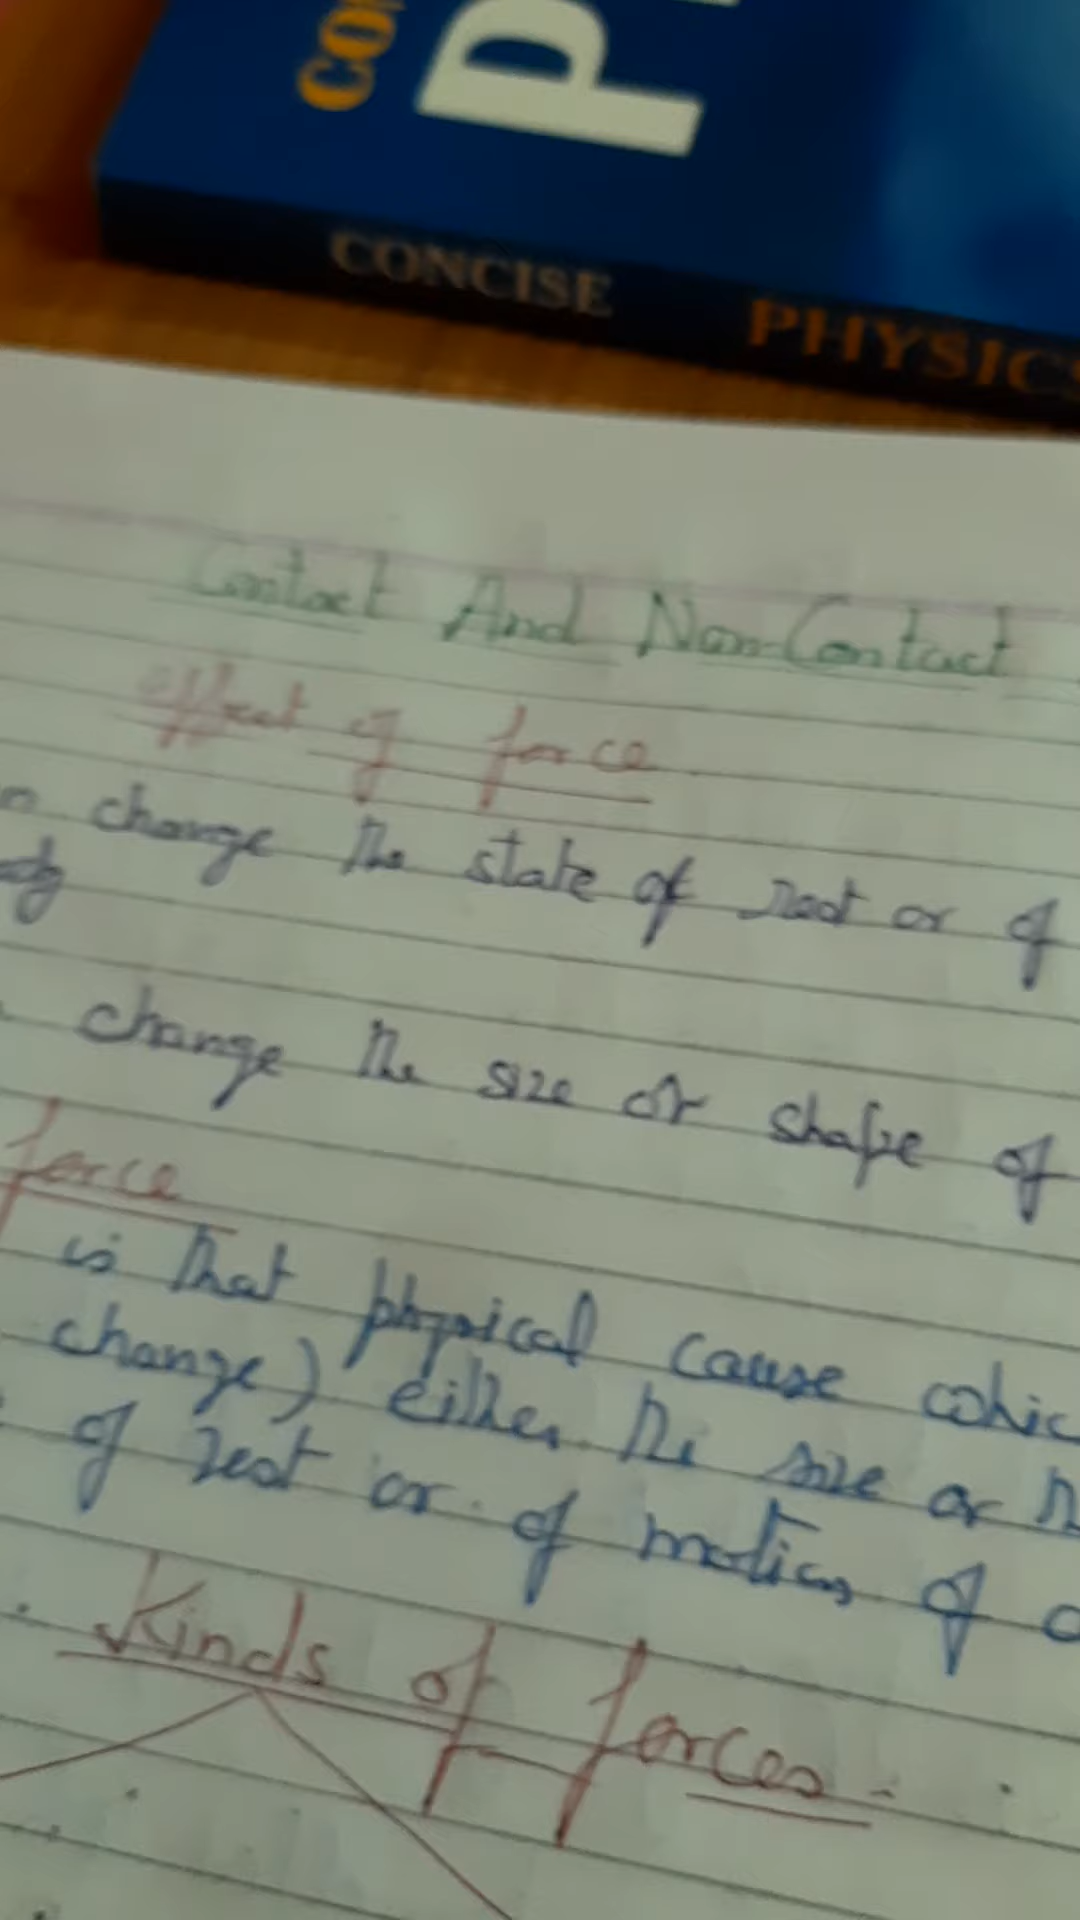 CO
P
CONCISE PHYSICS
Contact And Non-Contact
effect of force
change the state of rest or of
change the size or shape of
force
is that physical cause whic
change) either the size or
of rest or of motion of
Kinds of forces.